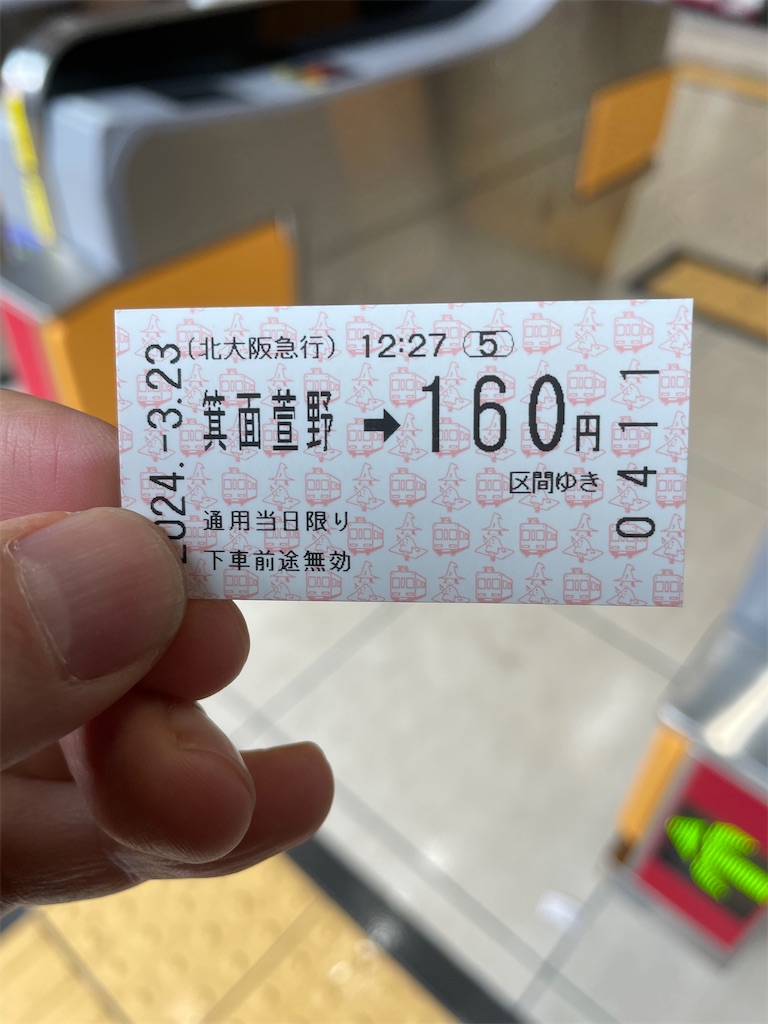 (北大阪急行) 12:27 5
箕面萱野➡160円
区間ゆき
通用当日限り
下車前途無効
2024.-3.23
0411